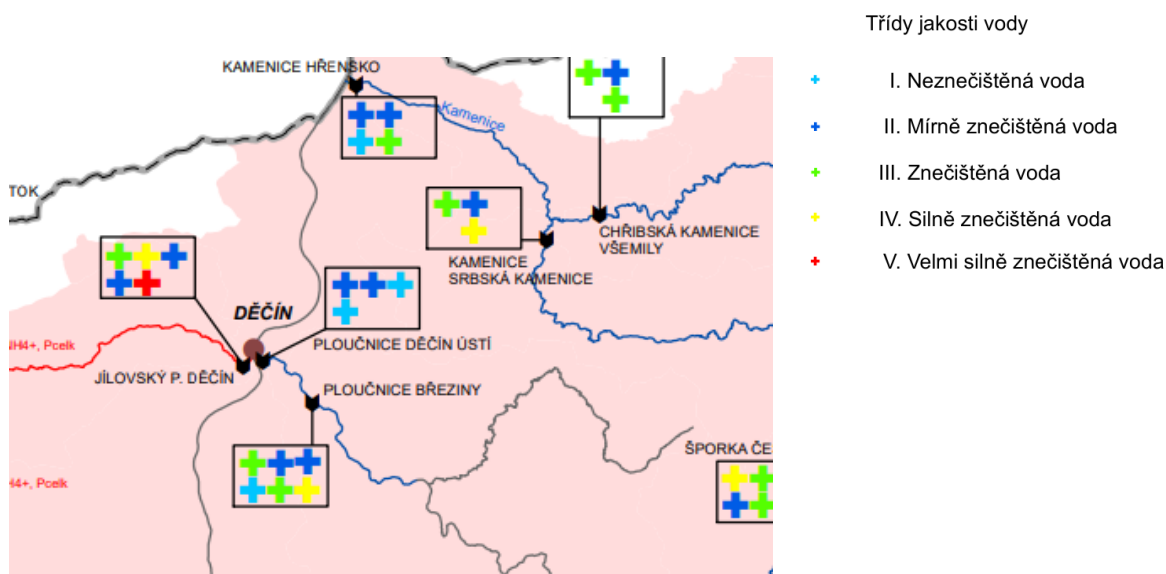 Třídy jakosti vody
I. Neznečištěná voda
II. Mírně znečištěná voda
III. Znečištěná voda
IV. Silně znečištěná voda
V. Velmi silně znečištěná voda
KAMENICE HŘENSKO
Kamenice
TOK
CHŘIBSKÁ KAMENICE
VŠEMILY
KAMENICE
SRBSKÁ KAMENICE
DĚČÍN
PLOUČNICE DĚČÍN ÚSTÍ
NH4+, Pcelk
JÍLOVSKÝ P. DĚČÍN
PLOUČNICE BŘEZINY
ŠPORKA ČE
H4+, Pcelk